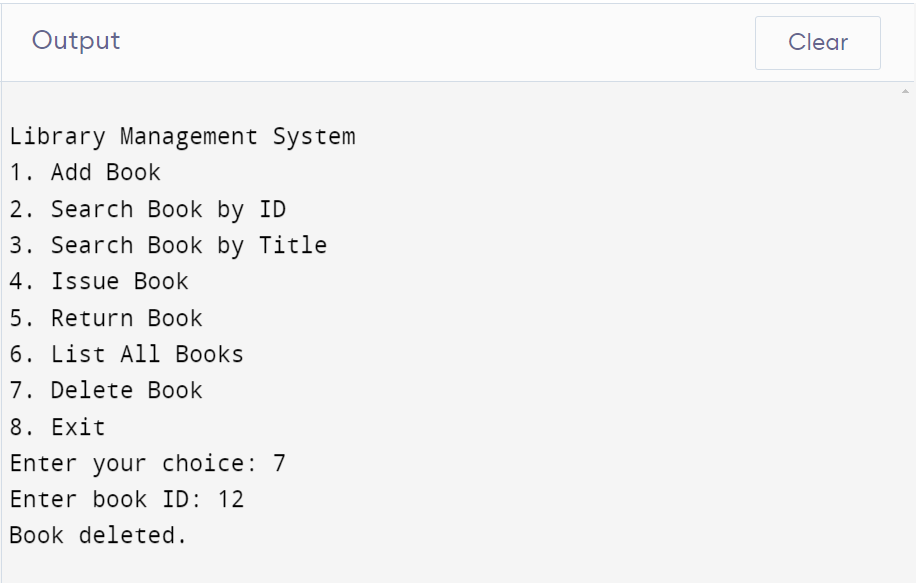 Output
Clear
Library Management System
1. Add Book
2. Search Book by ID
3. Search Book by Title
4. Issue Book
5. Return Book
6. List All Books
7. Delete Book
8. Exit
Enter your choice: 7
Enter book ID: 12
Book deleted.